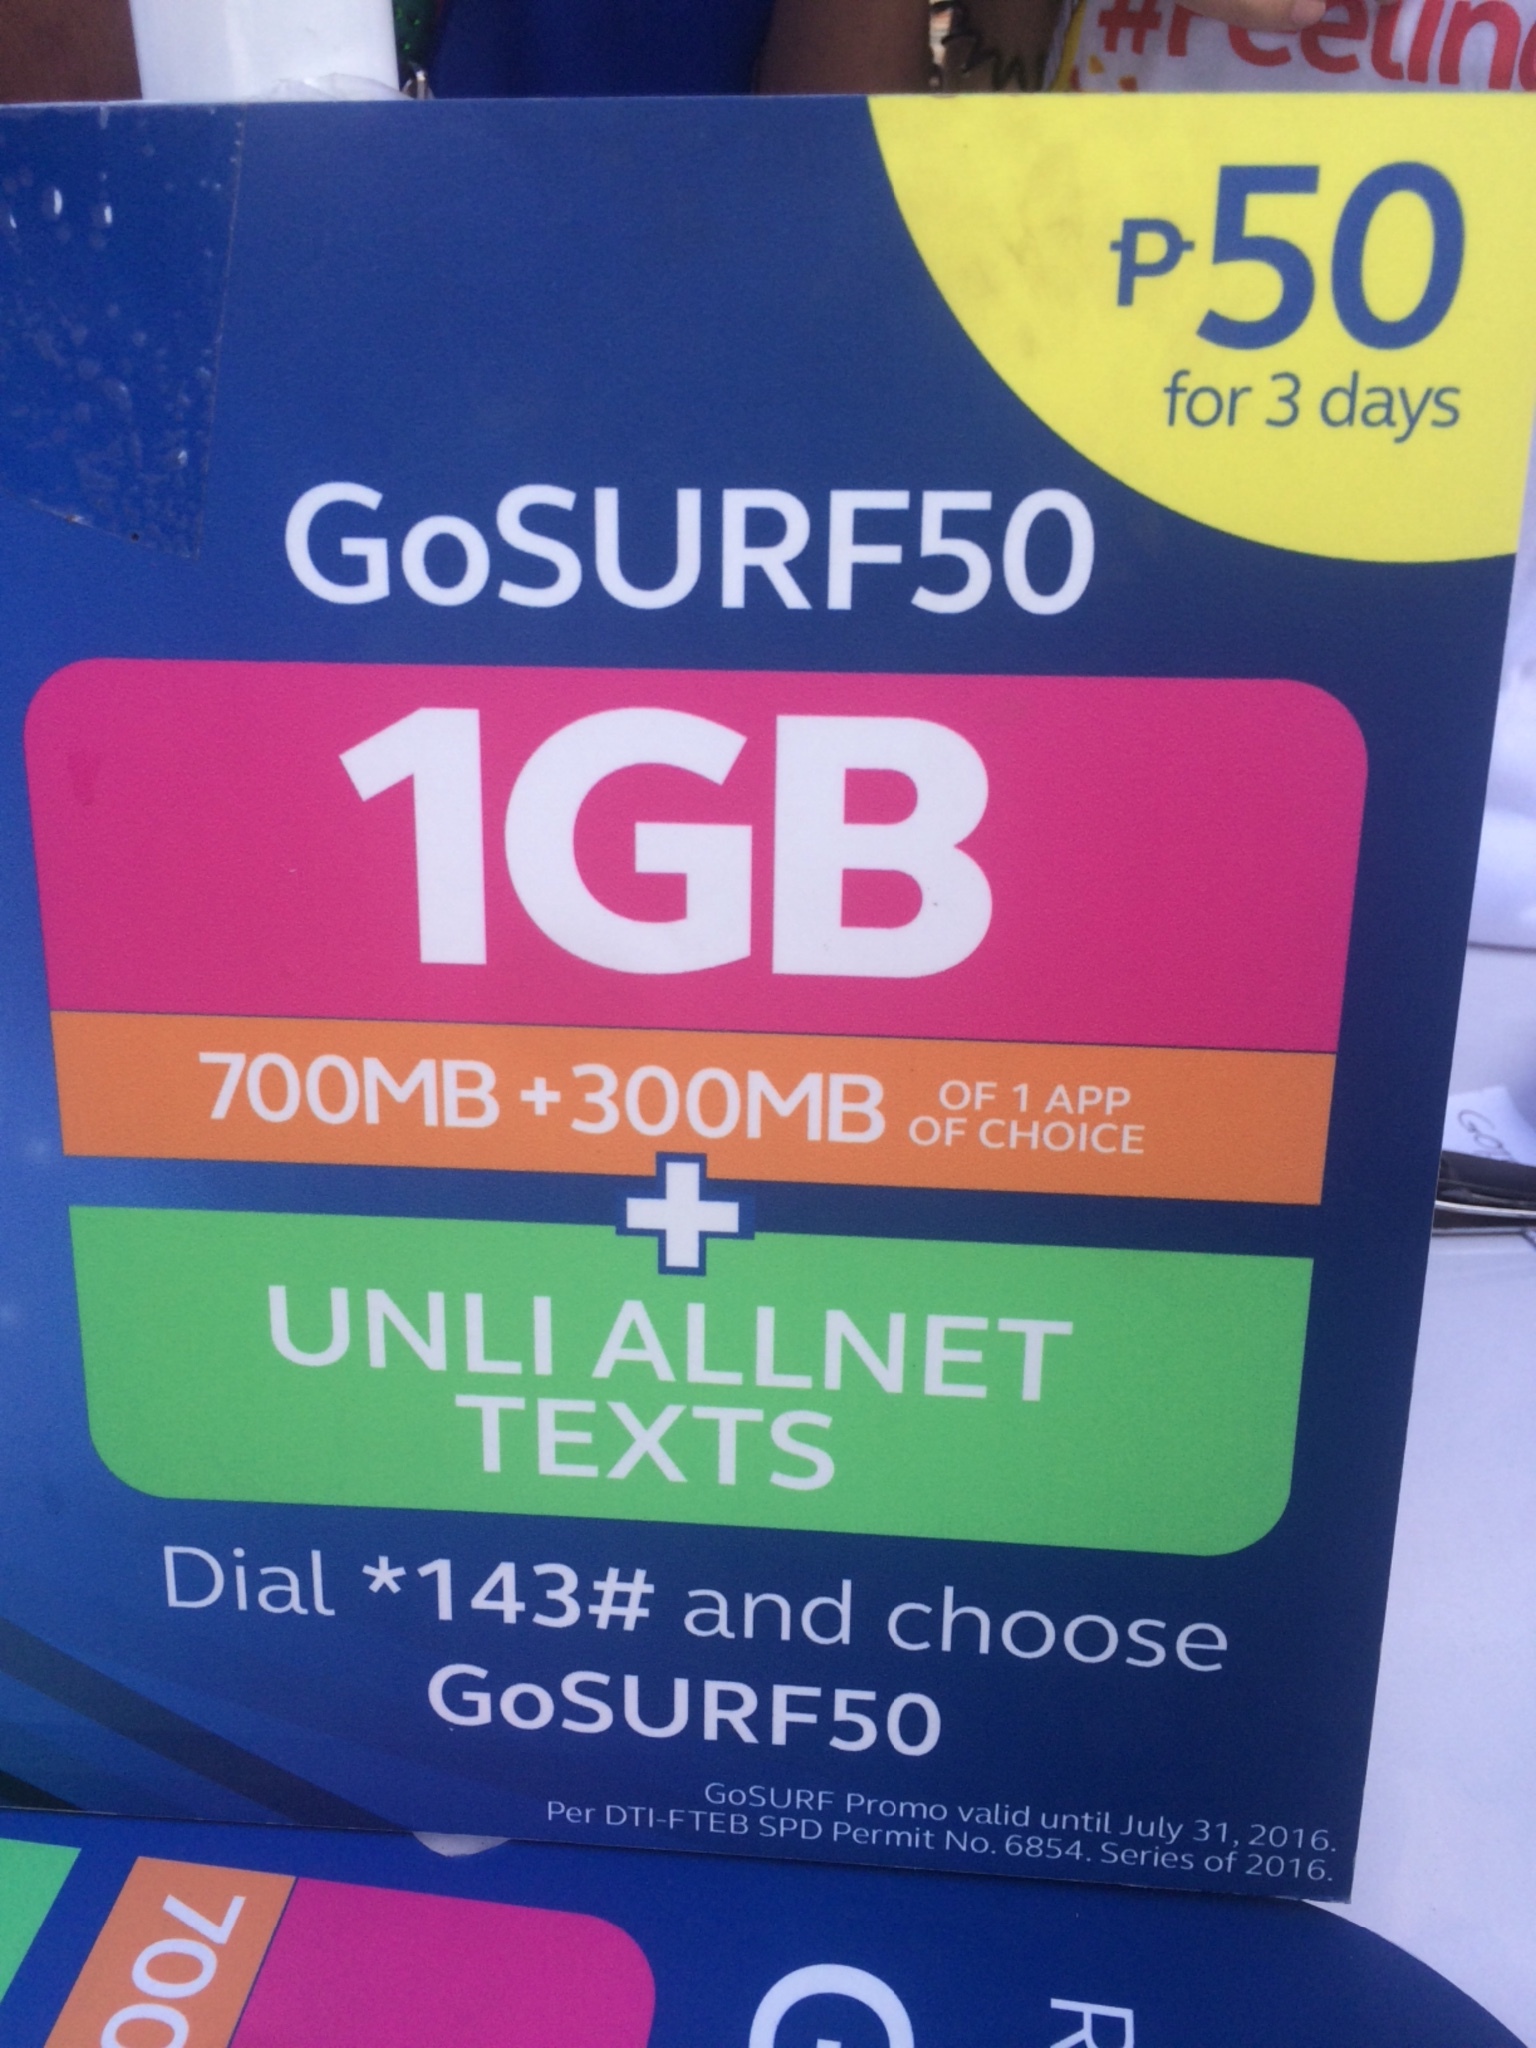 ₱50
for 3 days
GoSURF50
1GB
700MB + 300MB OF 1 APP
OF CHOICE
+
UNLI ALLNET
TEXTS
Dial *143# and choose
GoSURF50
GoSURF Promo valid until July 31, 2016.
Per DTI-FTEB SPD Permit No. 6854. Series of 2016.
700